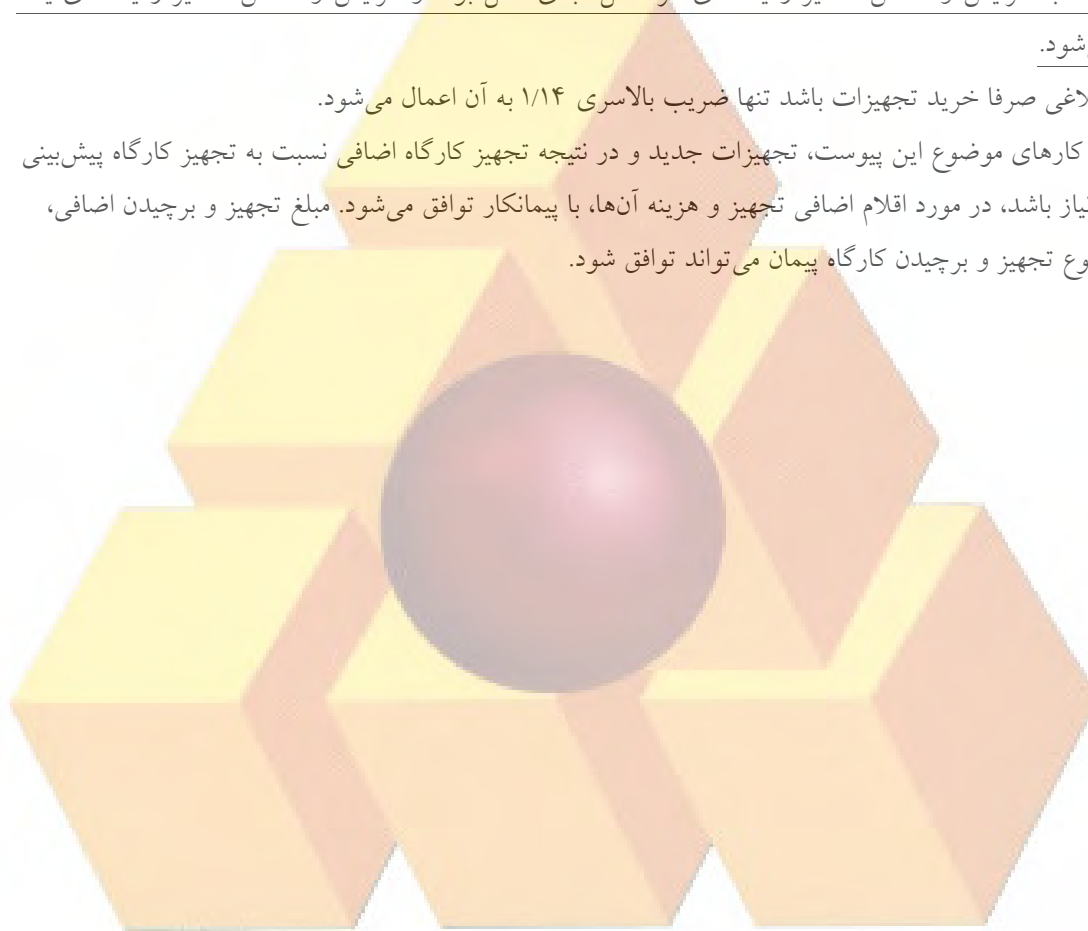 ‌شود.
لاغی صرفا خرید تجهیزات باشد تنها ضریب بالاسری ۱/۱۴ به آن اعمال می‌شود.
کارهای موضوع این پیوست، تجهیزات جدید و در نتیجه تجهیز کارگاه اضافی نسبت به تجهیز کارگاه پیش‌بینی
نیاز باشد، در مورد اقلام اضافی تجهیز و هزینه آن‌ها، با پیمانکار توافق می‌شود. مبلغ تجهیز و برچیدن اضافی،
وع تجهیز و برچیدن کارگاه پیمان می‌تواند توافق شود.